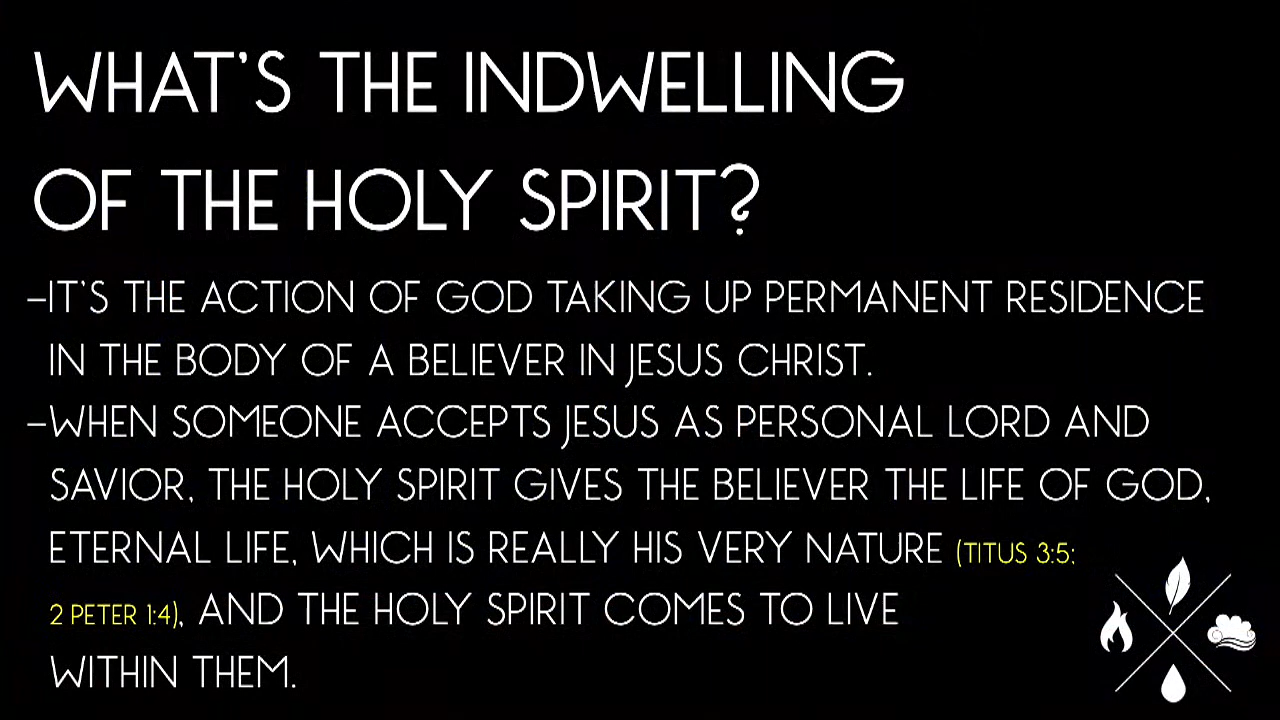 WHAT'S THE INDWELLING
OF THE HOLY SPIRIT?
–IT'S THE ACTION OF GOD TAKING UP PERMANENT RESIDENCE
IN THE BODY OF A BELIEVER IN JESUS CHRIST.
–WHEN SOMEONE ACCEPTS JESUS AS PERSONAL LORD AND
SAVIOR, THE HOLY SPIRIT GIVES THE BELIEVER THE LIFE OF GOD,
ETERNAL LIFE, WHICH IS REALLY HIS VERY NATURE (TITUS 3:5;
2 PETER 1:4), AND THE HOLY SPIRIT COMES TO LIVE
WITHIN THEM.